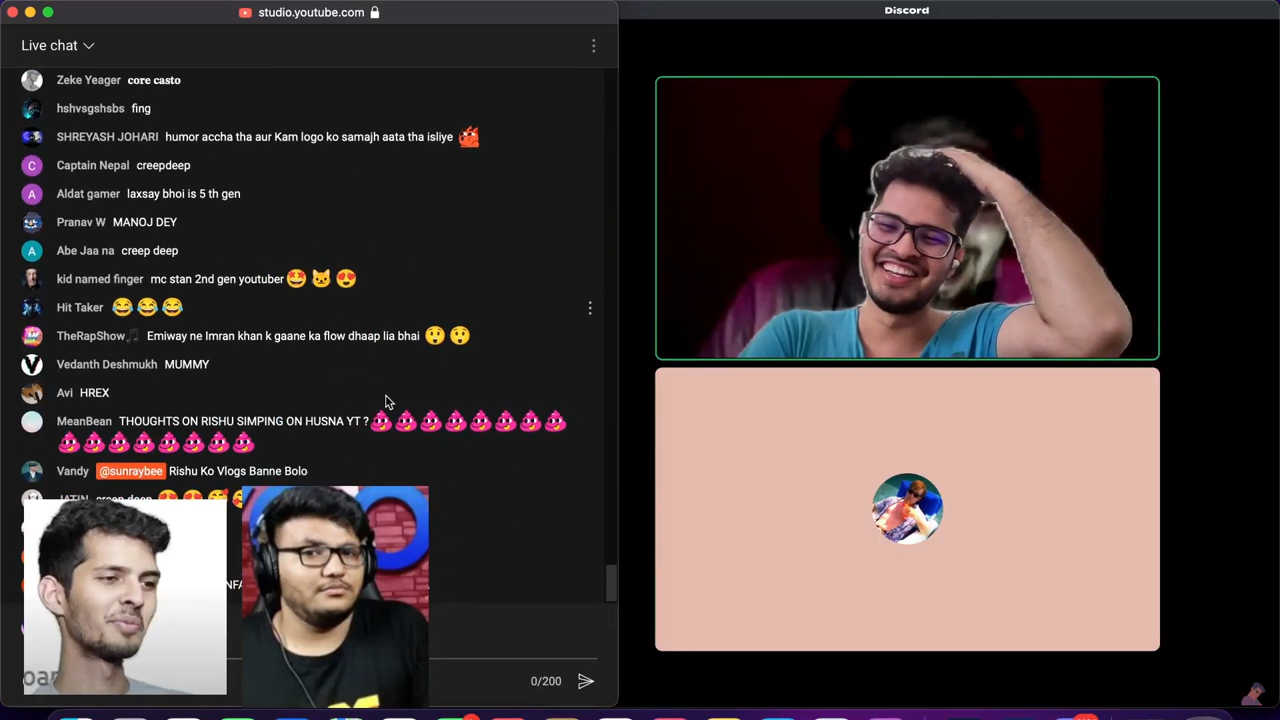 studio.youtube.com
Discord
Live chat
Zeke Yeager core casto
hshvsgshsbs fing
SHREYASH JOHARI humor accha tha aur Kam logo ko samajh aata tha isliye
C Captain Nepal creepdeep
A Aldat gamer laxsay bhoi is 5 th gen
Pranav W MANOJ DEY
A Abe Jaa na creep deep
kid named finger mc stan 2nd gen youtuber 🤩 😺 😍
Hit Taker 😂 😂 😂
TheRapShow🎵 Emiway ne Imran khan k gaane ka flow dhaap lia bhai 😲 😲
Vedanth Deshmukh MUMMY
Avi HREX
MeanBean THOUGHTS ON RISHU SIMPING ON HUSNA YT ?
Vandy @sunraybee Rishu Ko Vlogs Banne Bolo
JATIN creep deep
0/200